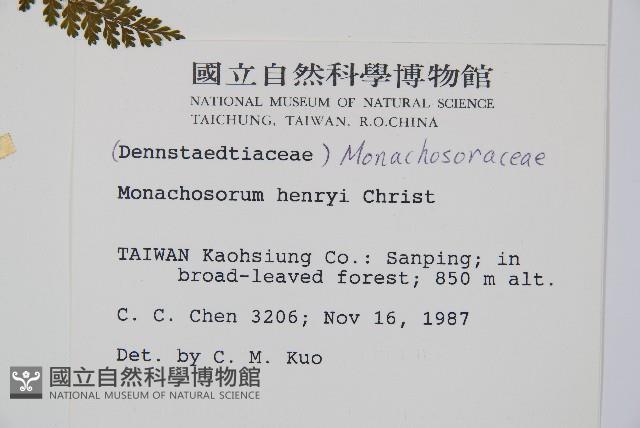 國立自然科學博物館
NATIONAL MUSEUM OF NATURAL SCIENCE
TAICHUNG, TAIWAN. R.O.CHINA
(Dennstaedtiaceae ) Monachosoraceae
Monachosorum henryi Christ
TAIWAN Kaohsiung Co.: Sanping; in
broad-leaved forest; 850 m alt.
C. C. Chen 3206; Nov 16, 1987
Det. by C. M. Kuo
國立自然科學博物館
NATIONAL MUSEUM OF NATURAL SCIENCE